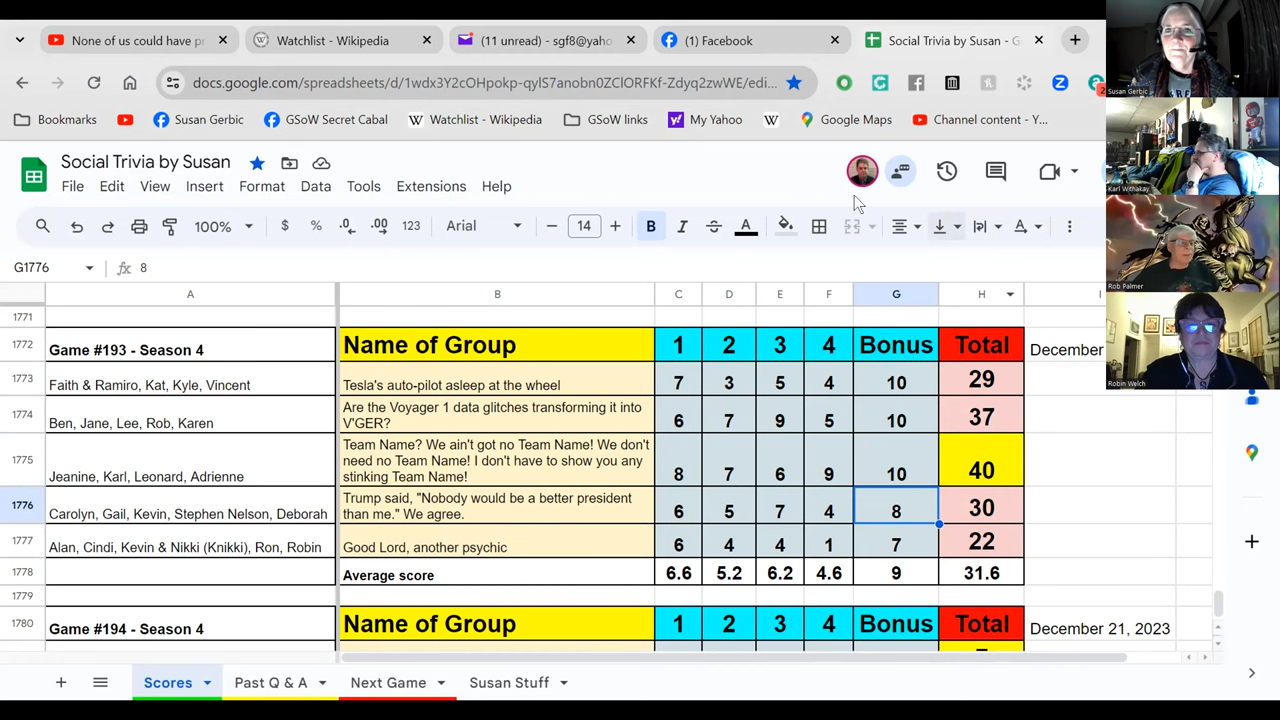 None of us could have pr
Watchlist - Wikipedia
(11 unread) - sgf8@yaho
(1) Facebook
Social Trivia by Susan - G
docs.google.com/spreadsheets/d/1wdx3Y2cOHpokp-qylS7anobn0ZClORFKf-Zdyq2zwWE/edi...
2
Bookmarks
Susan Gerbic
GSoW Secret Cabal
Watchlist - Wikipedia
GSoW links
My Yahoo
Google Maps
Channel content - Y...
Social Trivia by Susan
File Edit View Insert Format Data Tools Extensions Help
100% $ % .0 .00 123 Arial 14 B I A
G1776 fx 8
A B C D E F G H I
1771
1772 Game #193 - Season 4 Name of Group 1 2 3 4 Bonus Total December
1773 Faith & Ramiro, Kat, Kyle, Vincent Tesla's auto-pilot asleep at the wheel 7 3 5 4 10 29
1774 Ben, Jane, Lee, Rob, Karen Are the Voyager 1 data glitches transforming it into
V'GER? 6 7 9 5 10 37
1775 Jeanine, Karl, Leonard, Adrienne Team Name? We ain't got no Team Name! We don't
need no Team Name! I don't have to show you any
stinking Team Name! 8 7 6 9 10 40
1776 Carolyn, Gail, Kevin, Stephen Nelson, Deborah Trump said, "Nobody would be a better president
than me." We agree. 6 5 7 4 8 30
1777 Alan, Cindi, Kevin & Nikki (Knikki), Ron, Robin Good Lord, another psychic 6 4 4 1 7 22
1778 Average score 6.6 5.2 6.2 4.6 9 31.6
1779
1780 Game #194 - Season 4 Name of Group 1 2 3 4 Bonus Total December 21, 2023
Scores
Past Q & A
Next Game
Susan Stuff
Susan Gerbic
Karl Withakay
Rob Palmer
Robin Welch